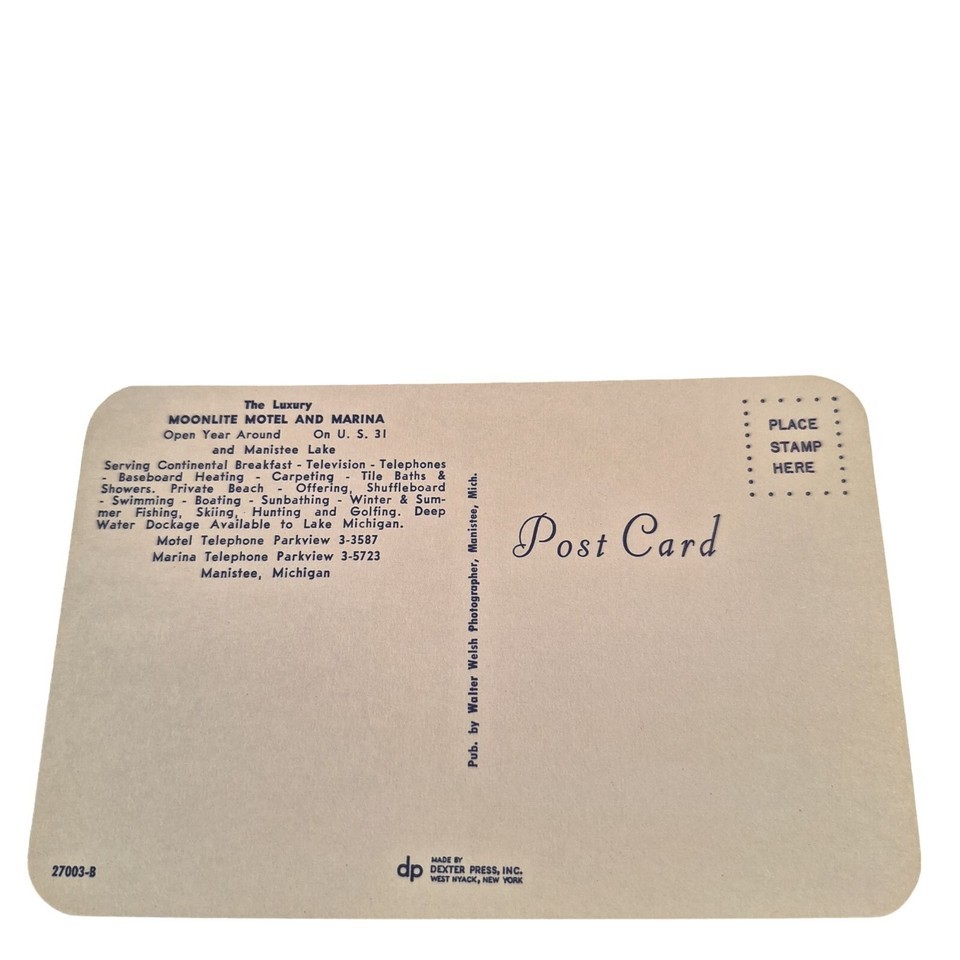 The Luxury
MOONLITE MOTEL AND MARINA
Open Year Around On U. S. 31
and Manistee Lake
Serving Continental Breakfast - Television - Telephones
- Baseboard Heating - Carpeting - Tile Baths &
Showers. Private Beach - Offering, Shuffleboard
- Swimming - Boating - Sunbathing - Winter & Sum-
mer Fishing, Skiing, Hunting and Golfing. Deep
Water Dockage Available to Lake Michigan.
Motel Telephone Parkview 3-3587
Marina Telephone Parkview 3-5723
Manistee, Michigan
Pub. by Walter Welsh Photographer, Manistee, Mich.
PLACE
STAMP
HERE
Post Card
27003-B
dp
MADE BY
DEXTER PRESS, INC.
WEST NYACK, NEW YORK